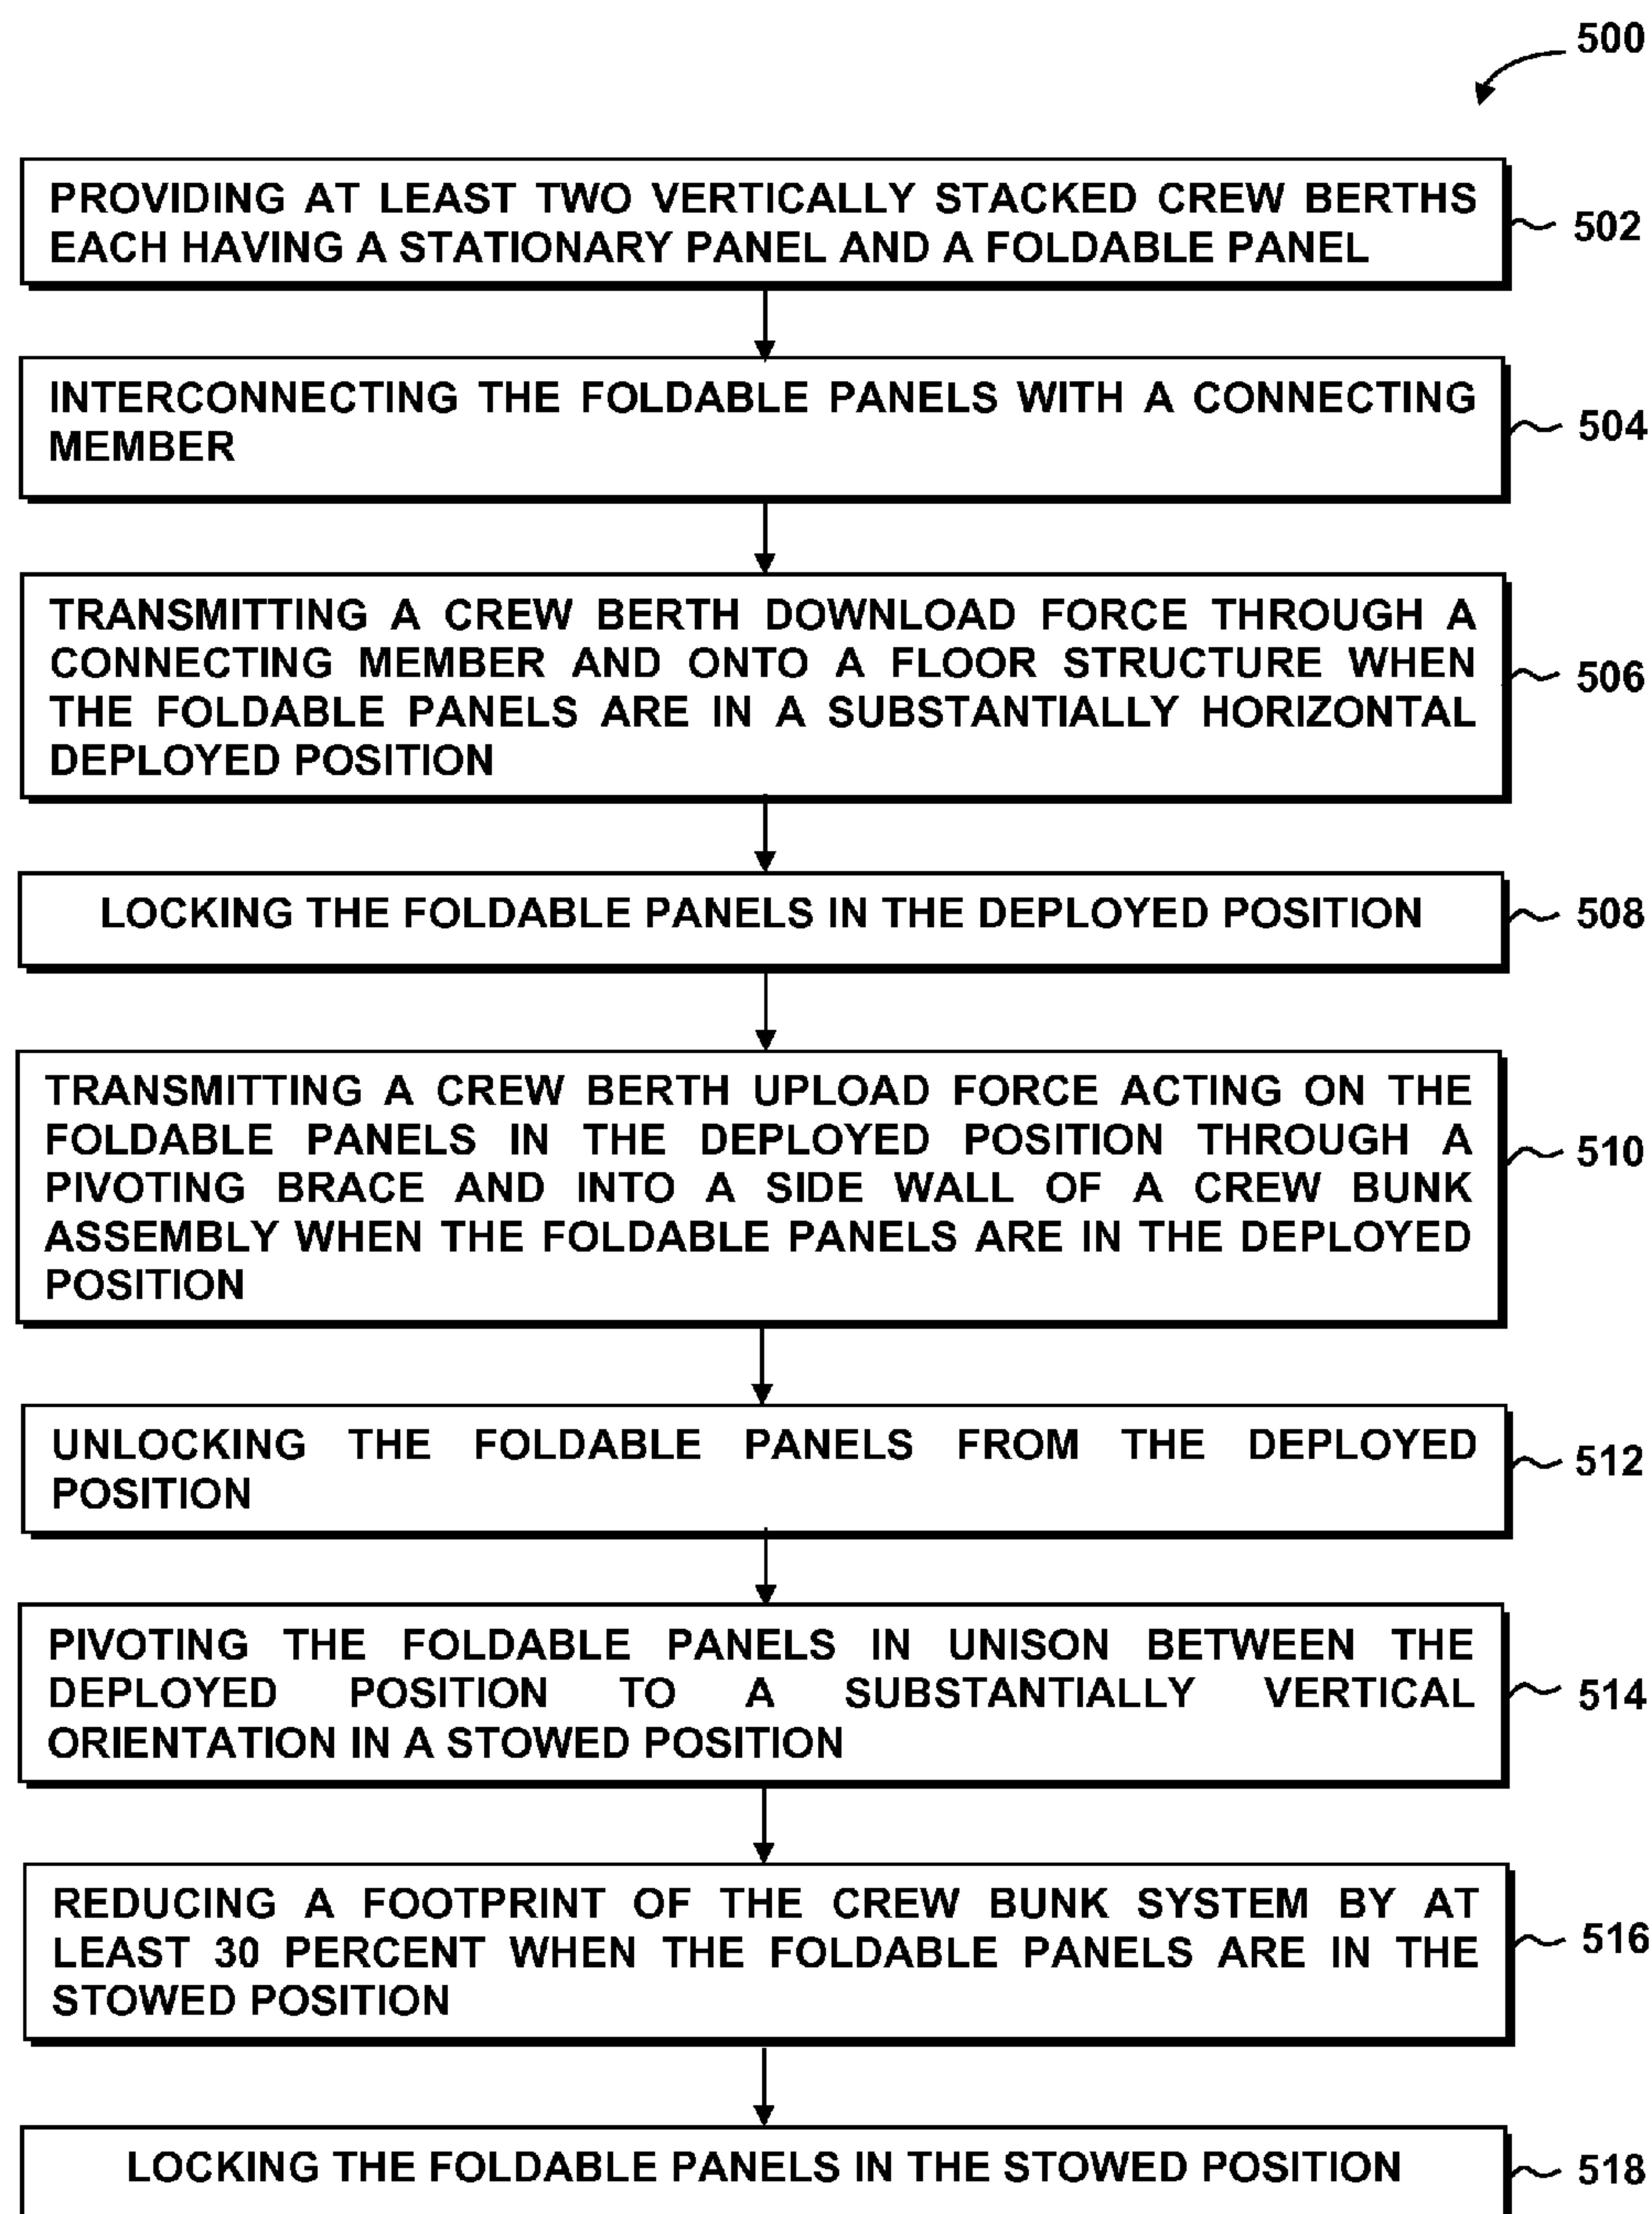 500
PROVIDING AT LEAST TWO VERTICALLY STACKED CREW BERTHS
EACH HAVING A STATIONARY PANEL AND A FOLDABLE PANEL
502
INTERCONNECTING THE FOLDABLE PANELS WITH A CONNECTING
MEMBER
504
TRANSMITTING A CREW BERTH DOWNLOAD FORCE THROUGH A
CONNECTING MEMBER AND ONTO A FLOOR STRUCTURE WHEN
THE FOLDABLE PANELS ARE IN A SUBSTANTIALLY HORIZONTAL
DEPLOYED POSITION
506
LOCKING THE FOLDABLE PANELS IN THE DEPLOYED POSITION
508
TRANSMITTING A CREW BERTH UPLOAD FORCE ACTING ON THE
FOLDABLE PANELS IN THE DEPLOYED POSITION THROUGH A
PIVOTING BRACE AND INTO A SIDE WALL OF A CREW BUNK
ASSEMBLY WHEN THE FOLDABLE PANELS ARE IN THE DEPLOYED
POSITION
510
UNLOCKING THE FOLDABLE PANELS FROM THE DEPLOYED
POSITION
512
PIVOTING THE FOLDABLE PANELS IN UNISON BETWEEN THE
DEPLOYED POSITION TO A SUBSTANTIALLY VERTICAL
ORIENTATION IN A STOWED POSITION
514
REDUCING A FOOTPRINT OF THE CREW BUNK SYSTEM BY AT
LEAST 30 PERCENT WHEN THE FOLDABLE PANELS ARE IN THE
STOWED POSITION
516
LOCKING THE FOLDABLE PANELS IN THE STOWED POSITION
518